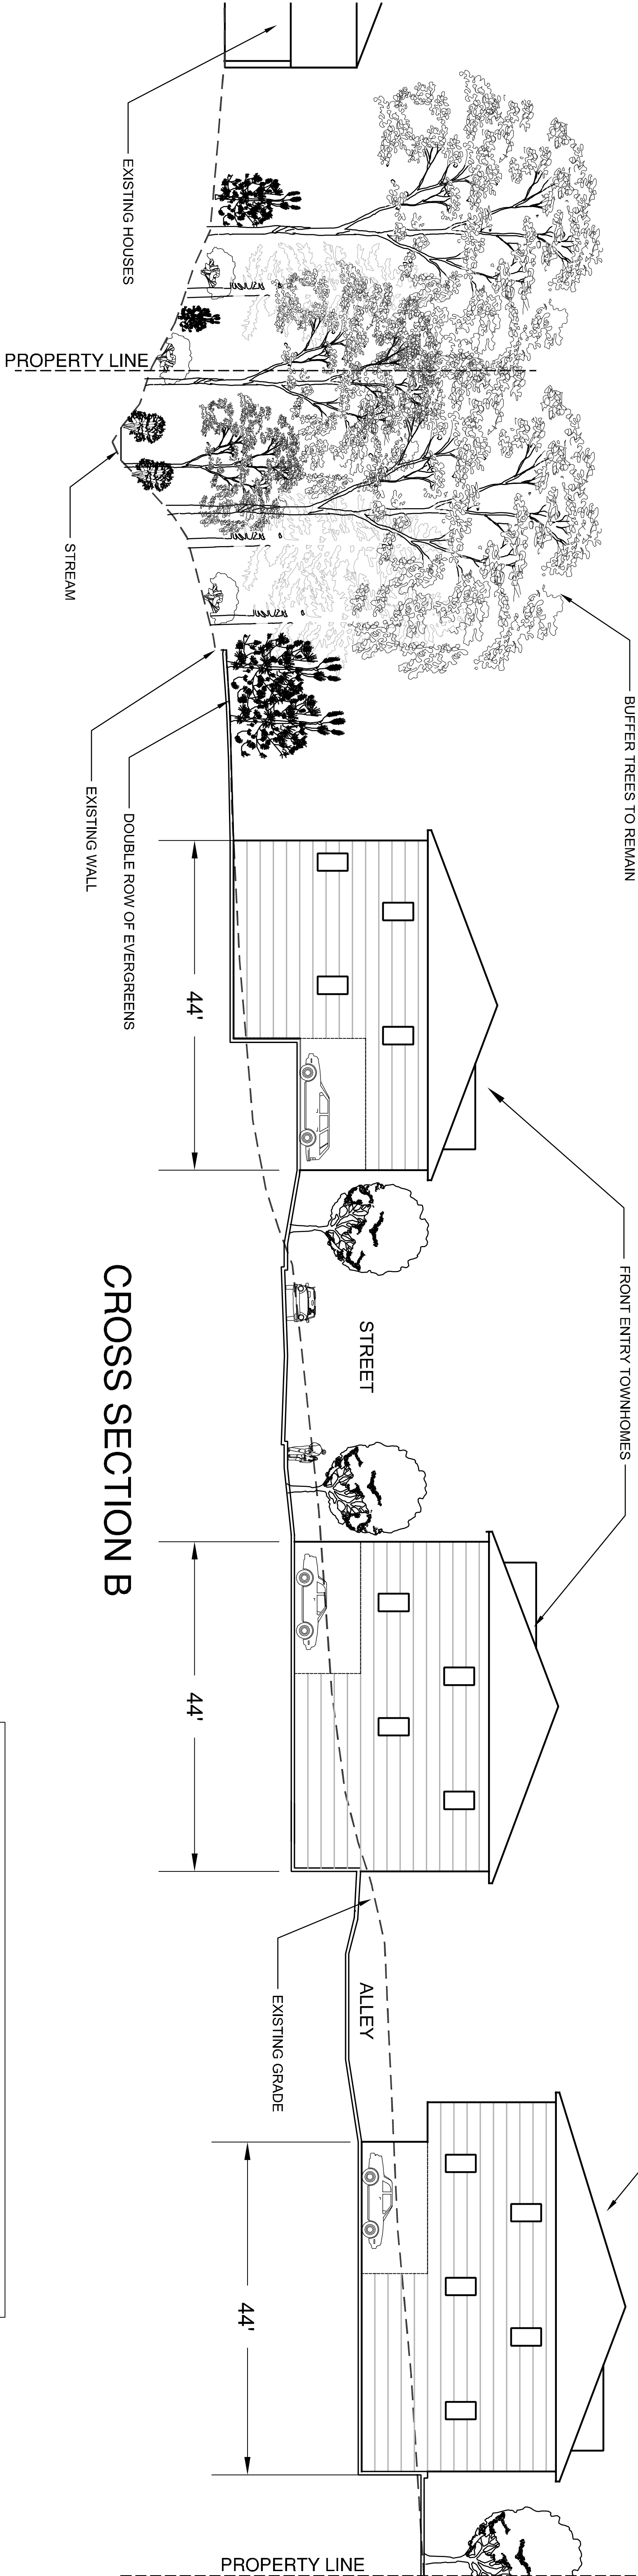 EXISTING HOUSES
PROPERTY LINE
STREAM
BUFFER TREES TO REMAIN
EXISTING WALL
DOUBLE ROW OF EVERGREENS
44'
FRONT ENTRY TOWNHOMES
STREET
CROSS SECTION B
44'
EXISTING GRADE
ALLEY
44'
PROPERTY LINE